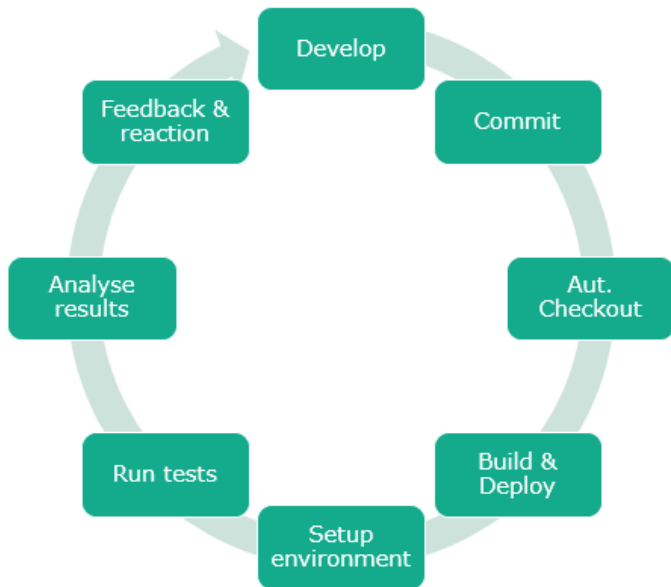 Develop
Commit
Aut.
Checkout
Build &
Deploy
Setup
environment
Run tests
Analyse
results
Feedback &
reaction